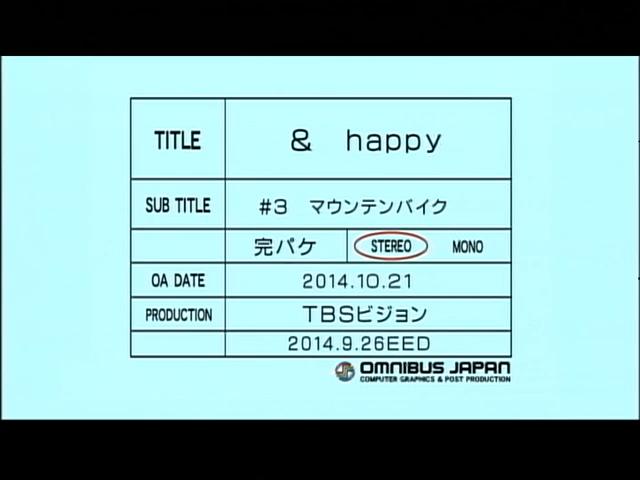 TITLE & happy
SUB TITLE #3 マウンテンバイク
完パケ STEREO MONO
OA DATE 2014.10.21
PRODUCTION TBSビジョン
2014.9.26EED
OMNIBUS JAPAN
COMPUTER GRAPHICS & POST PRODUCTION